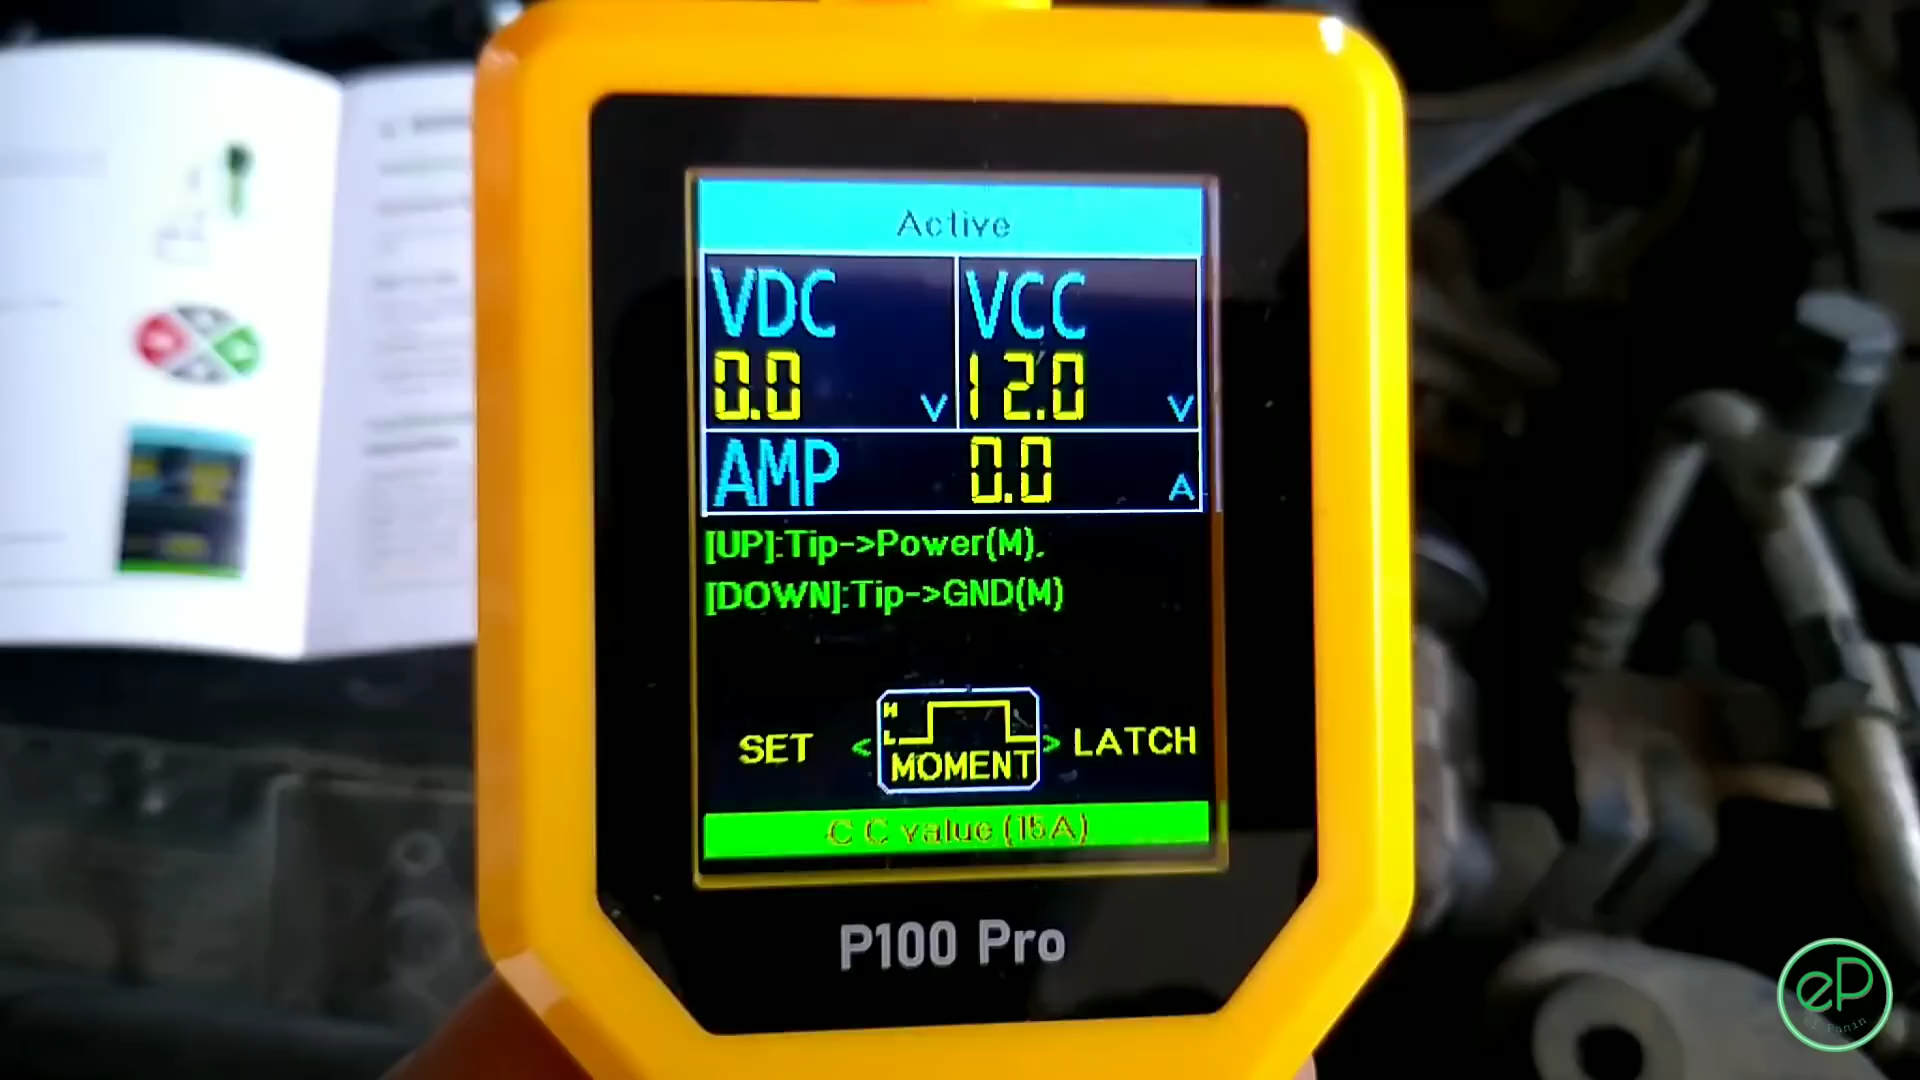 Active
VDC
0.0 V
VCC
12.0 V
AMP 0.0 A
[UP]:Tip->Power(M).
[DOWN]:Tip->GND(M)
H
L
SET < MOMENT > LATCH
C C value (15A)
P100 Pro
eP